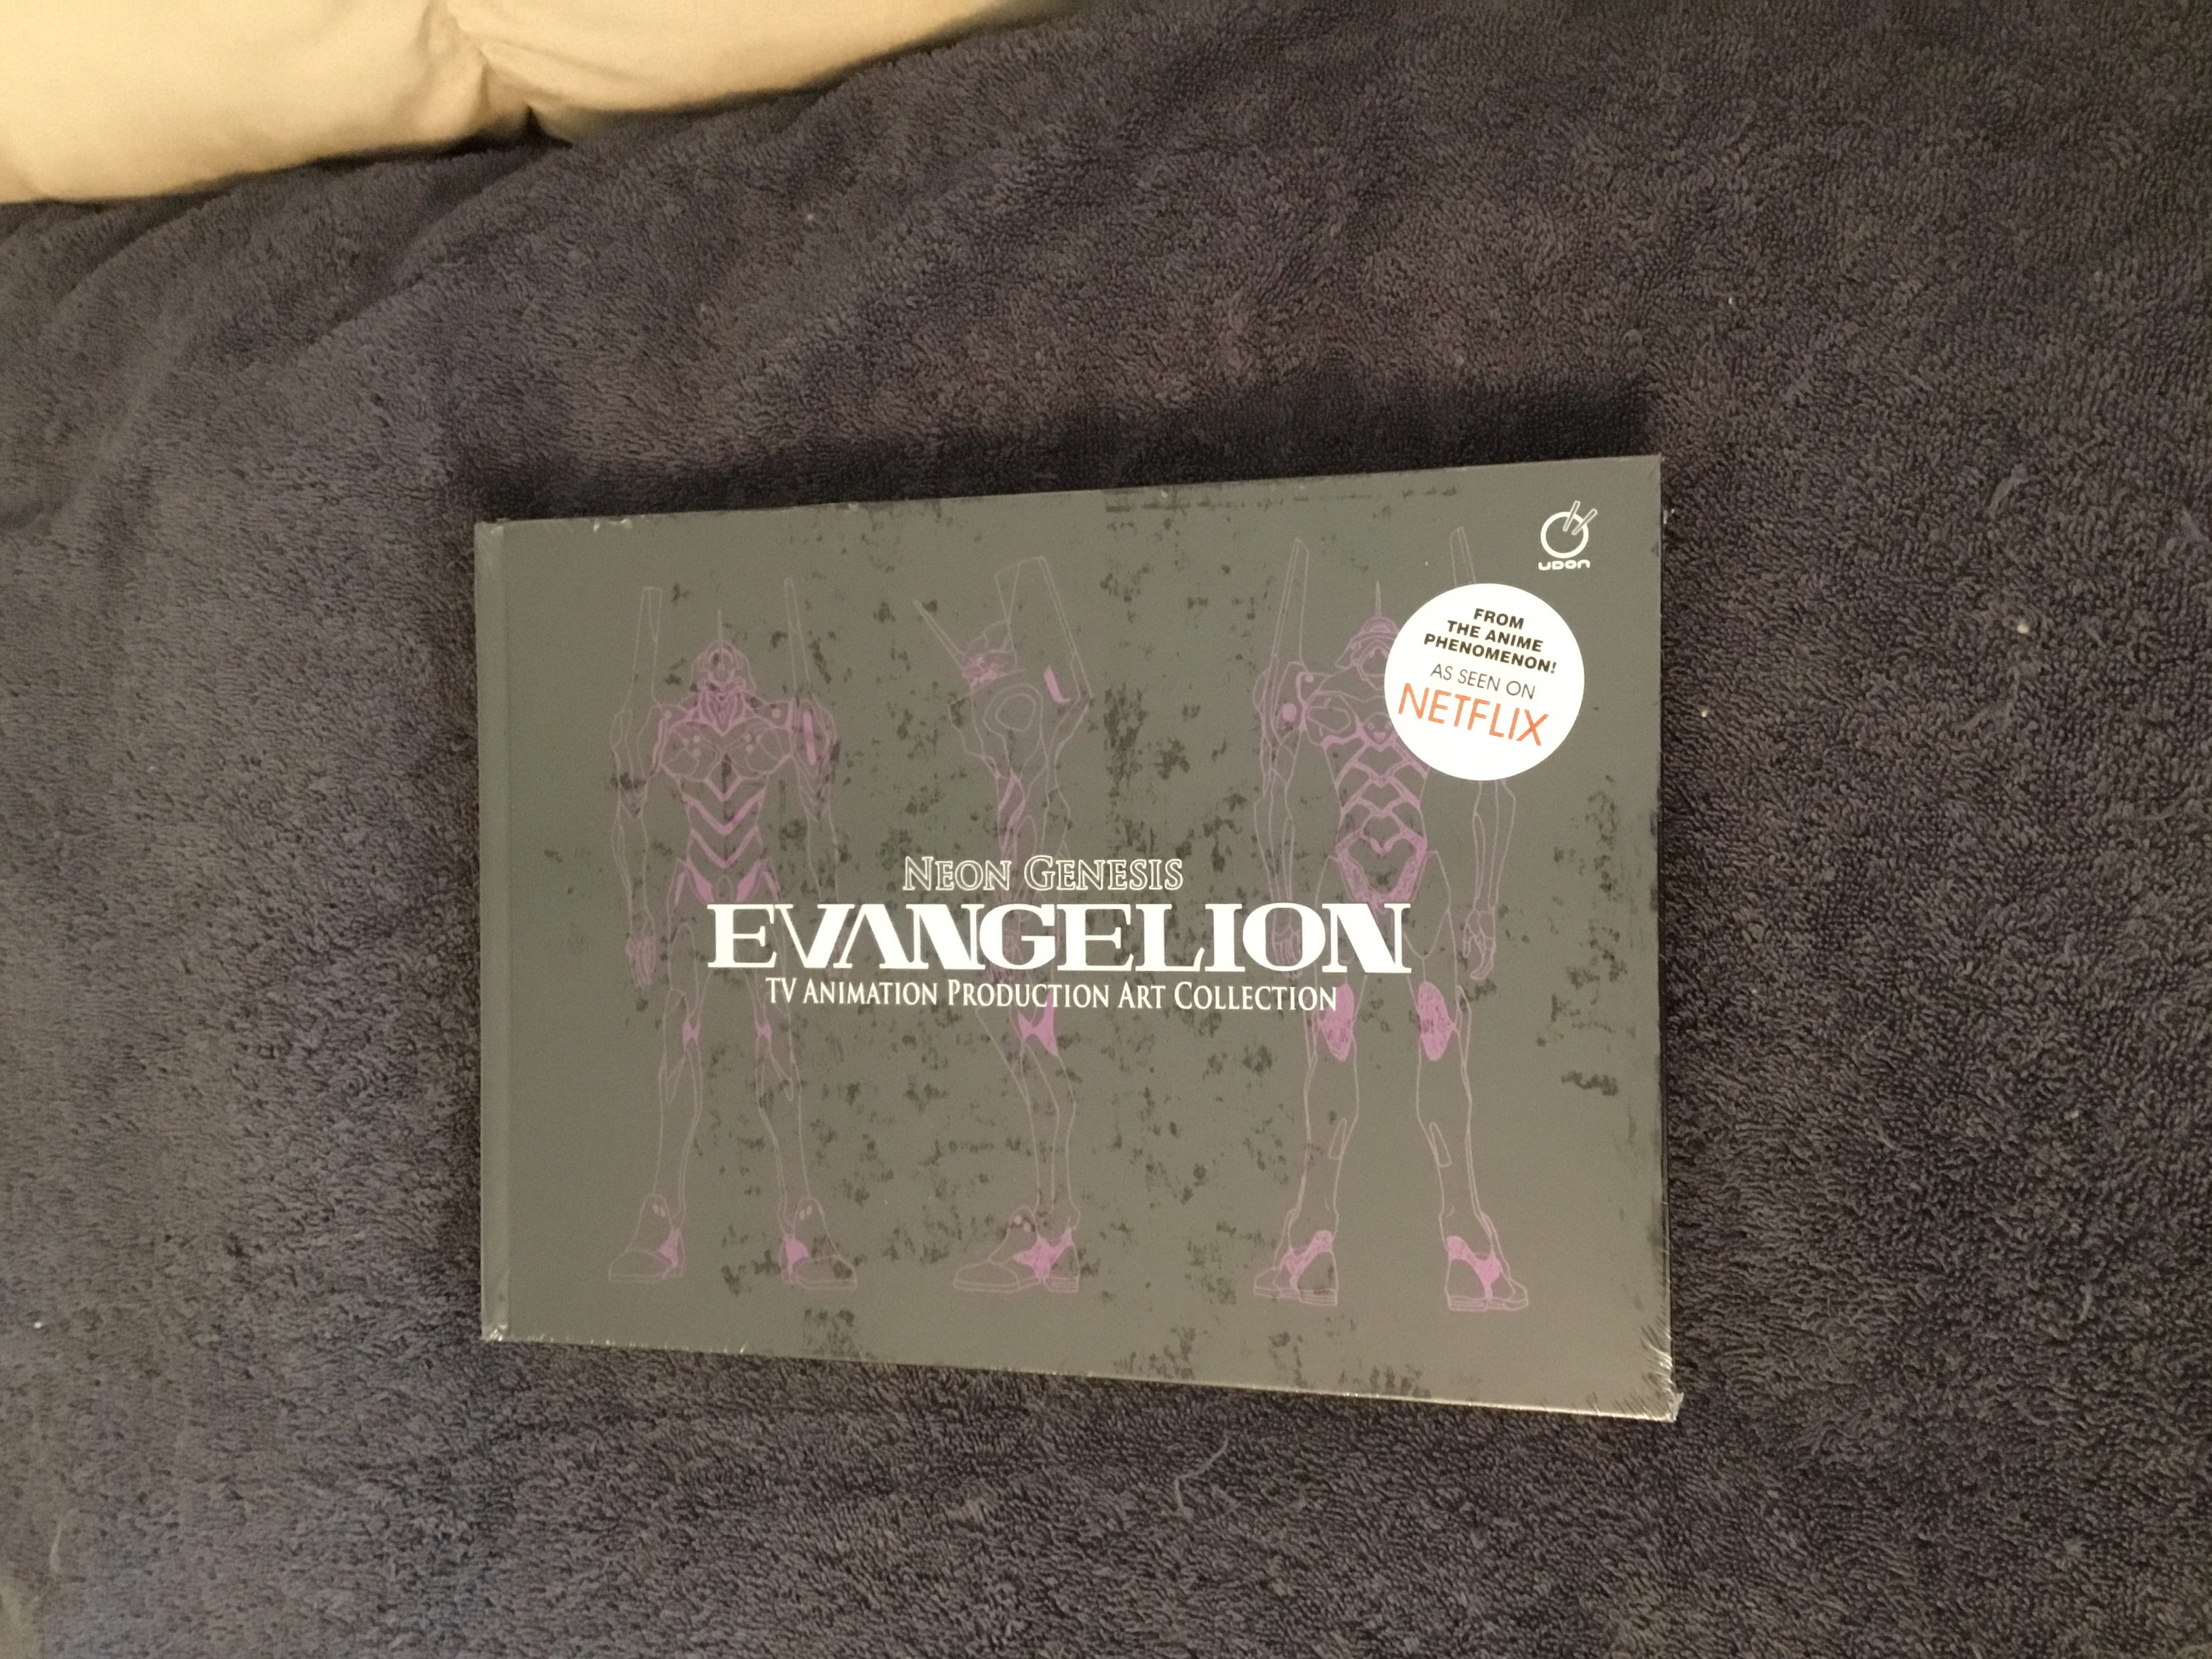 UDON
FROM
THE ANIME
PHENOMENON!
AS SEEN ON
NETFLIX
NEON GENESIS
EVANGELION
TV ANIMATION PRODUCTION ART COLLECTION